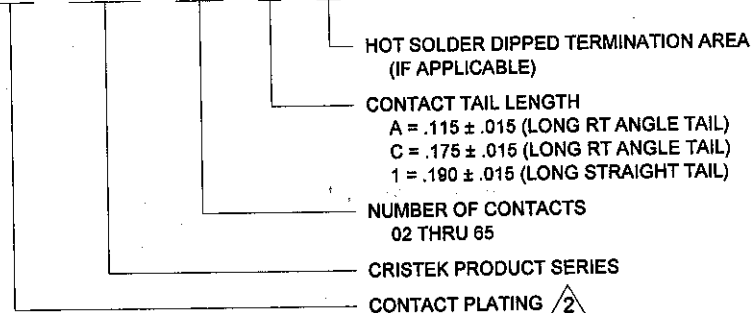 HOT SOLDER DIPPED TERMINATION AREA
(IF APPLICABLE)
CONTACT TAIL LENGTH
A = .115 ± .015 (LONG RT ANGLE TAIL)
C = .175 ± .015 (LONG RT ANGLE TAIL)
1 = .190 ± .015 (LONG STRAIGHT TAIL)
NUMBER OF CONTACTS
02 THRU 65
CRISTEK PRODUCT SERIES
CONTACT PLATING 2